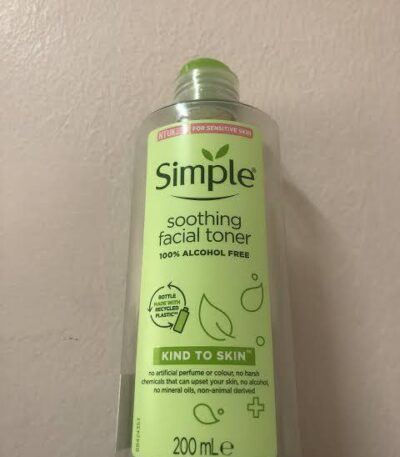 FOR SENSITIVE SKIN
Simple®
soothing
facial toner
100% ALCOHOL FREE
BOTTLE
MADE WITH
RECYCLED
PLASTIC
KIND TO SKIN™
no artificial perfume or colour, no harsh
chemicals that can upset your skin, no alcohol,
no mineral oils, non-animal derived
200 mL e